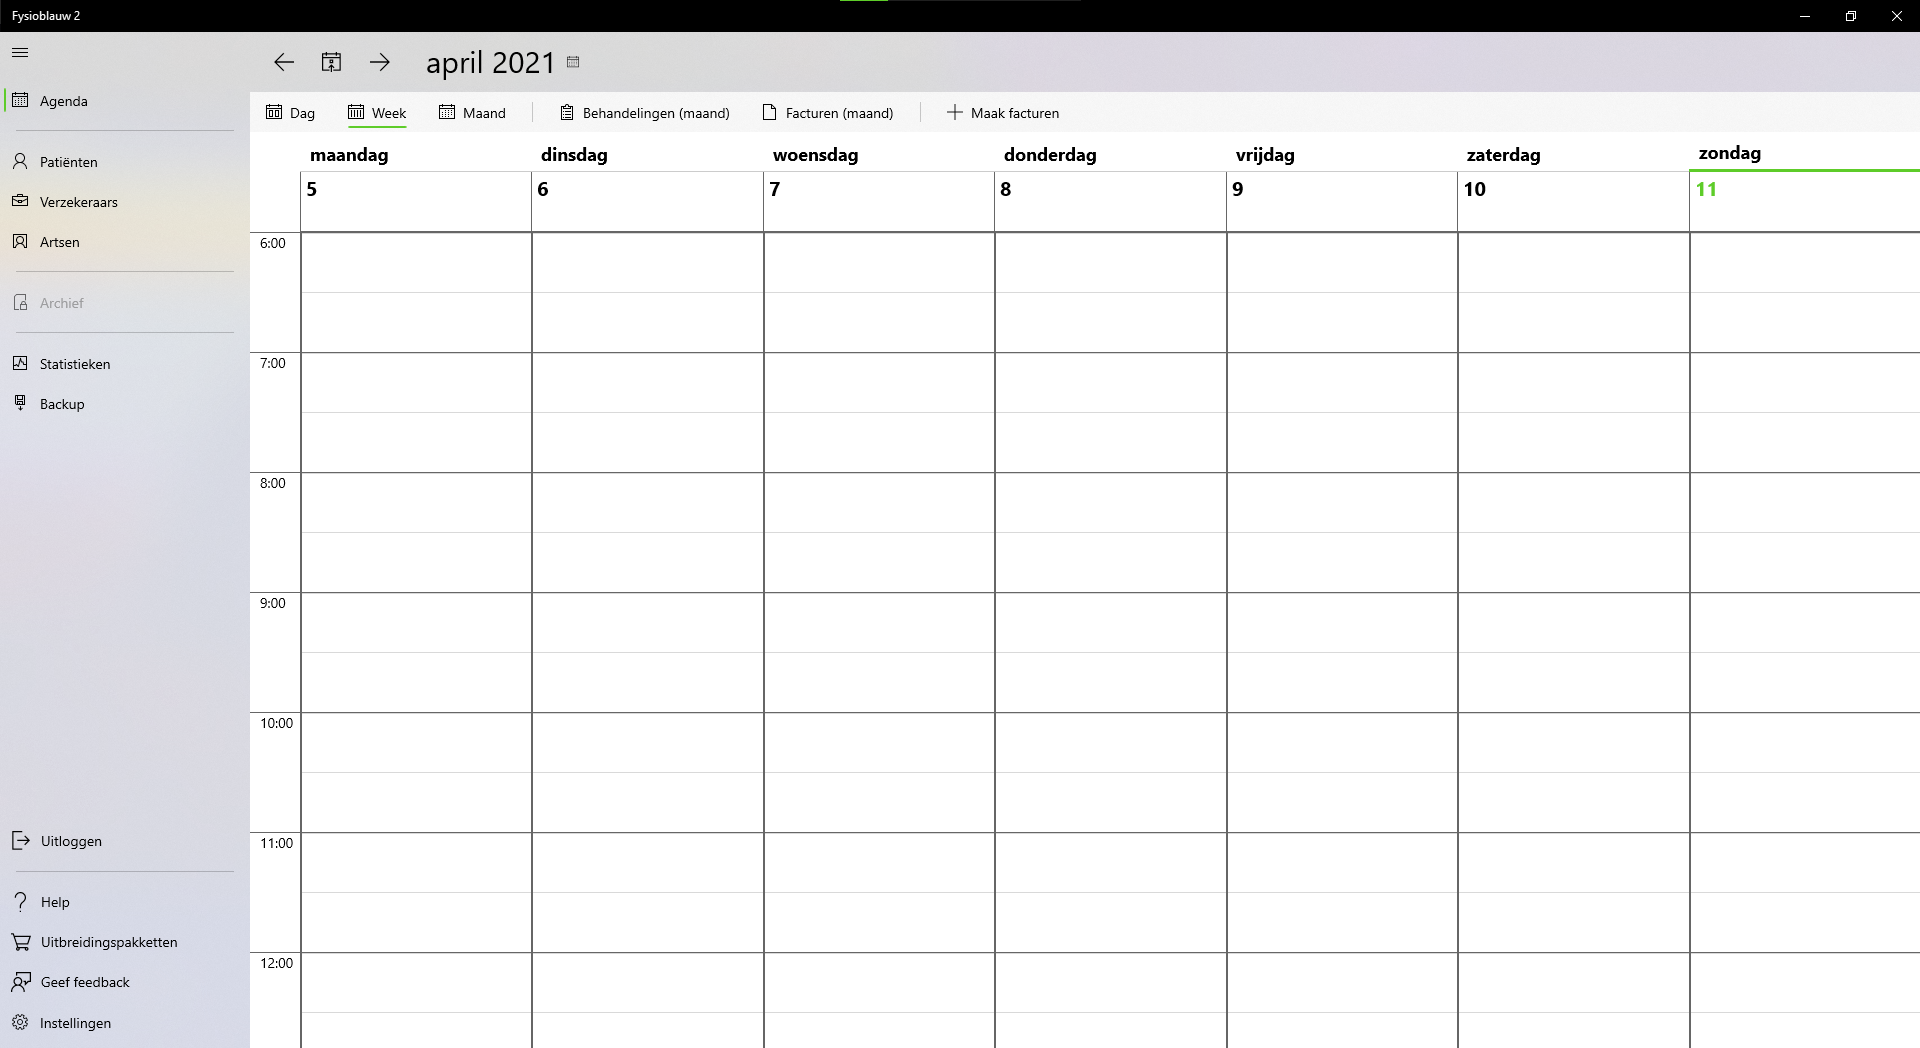 Fysioblauw 2
april 2021
Agenda
Patiënten
Verzekeraars
Artsen
Archief
Statistieken
Backup
Uitloggen
Help
Uitbreidingspakketten
Geef feedback
Instellingen
Dag Week Maand Behandelingen (maand) Facturen (maand) Maak facturen
maandag dinsdag woensdag donderdag vrijdag zaterdag zondag
5 6 7 8 9 10 11
6:00
7:00
8:00
9:00
10:00
11:00
12:00